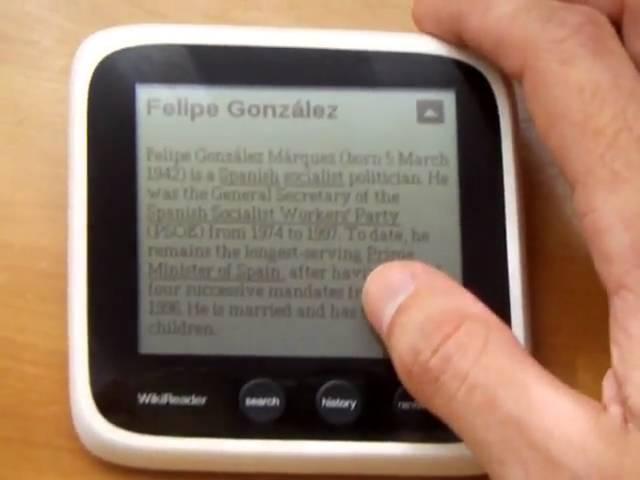 Felipe González
Felipe González Márquez (born 5 March
1942) is a Spanish socialist politician. He
was the General Secretary of the
Spanish Socialist Workers' Party
(PSOE) from 1974 to 1997. To date, he
remains the longest-serving Prime
Minister of Spain, after
four successive mandates
1996. He is married and has
children.
WikiReader search history